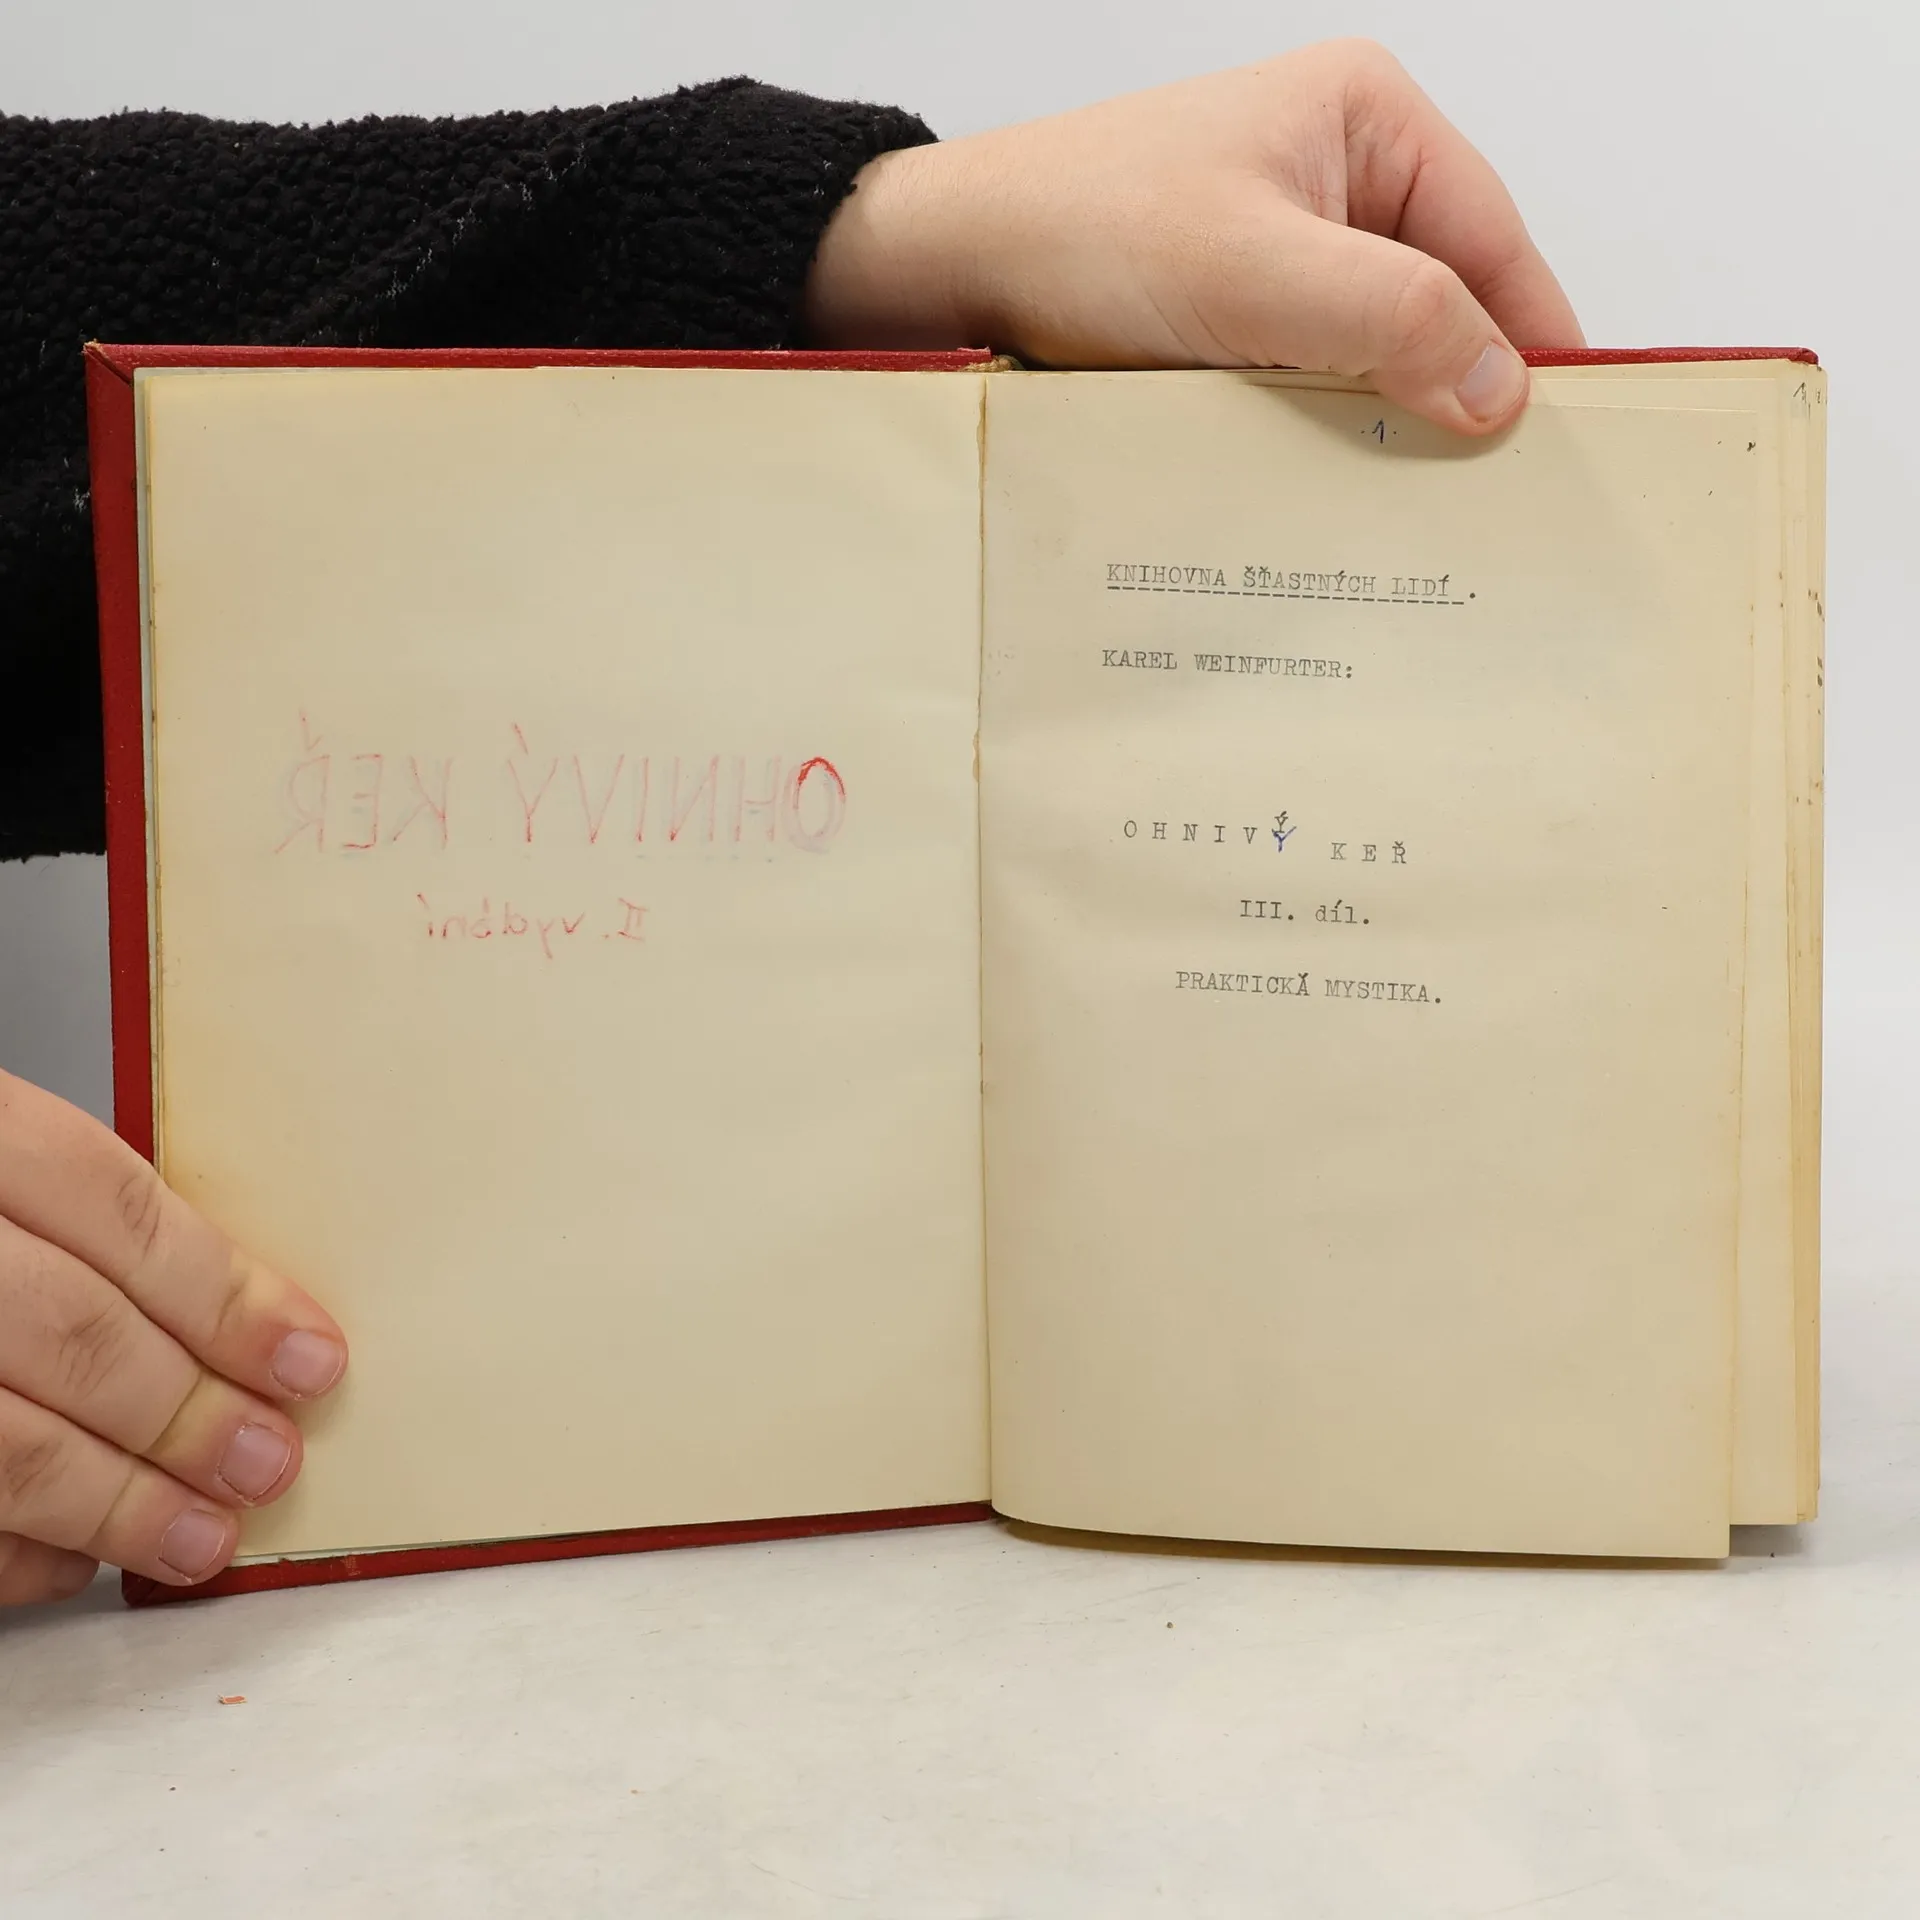 OHNIVÝ KEŘ
II. vydání
.1.
KNIHOVNA ŠŤASTNÝCH LIDÍ .
KAREL WEINFURTER:
O H N I V Ý K E Ř
III. díl.
PRAKTICKÁ MYSTIKA.